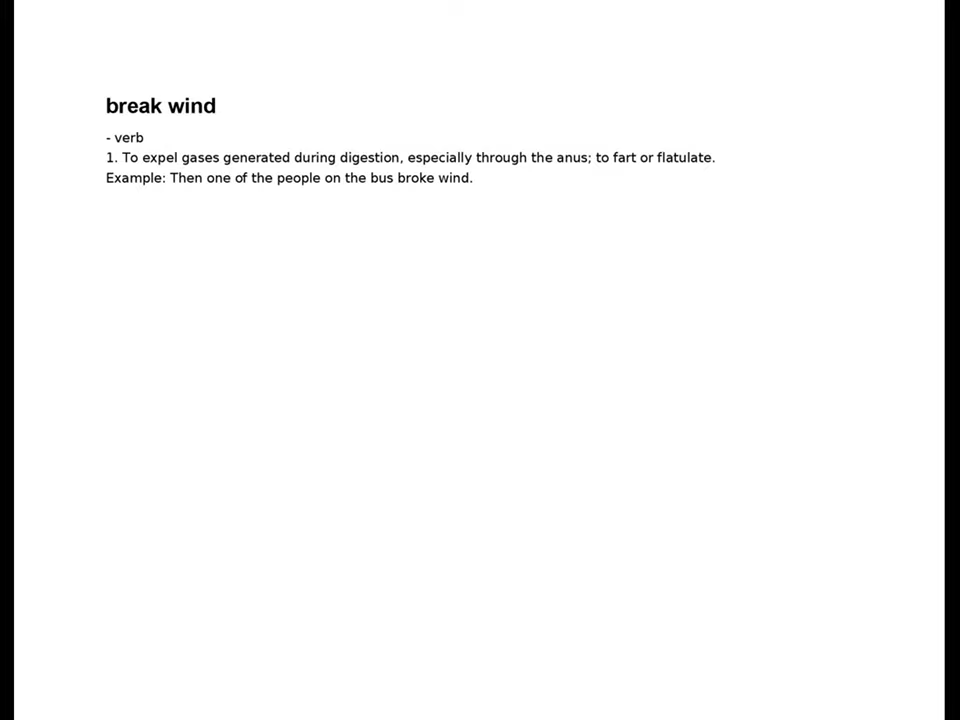 break wind
- verb
1. To expel gases generated during digestion, especially through the anus; to fart or flatulate.
Example: Then one of the people on the bus broke wind.